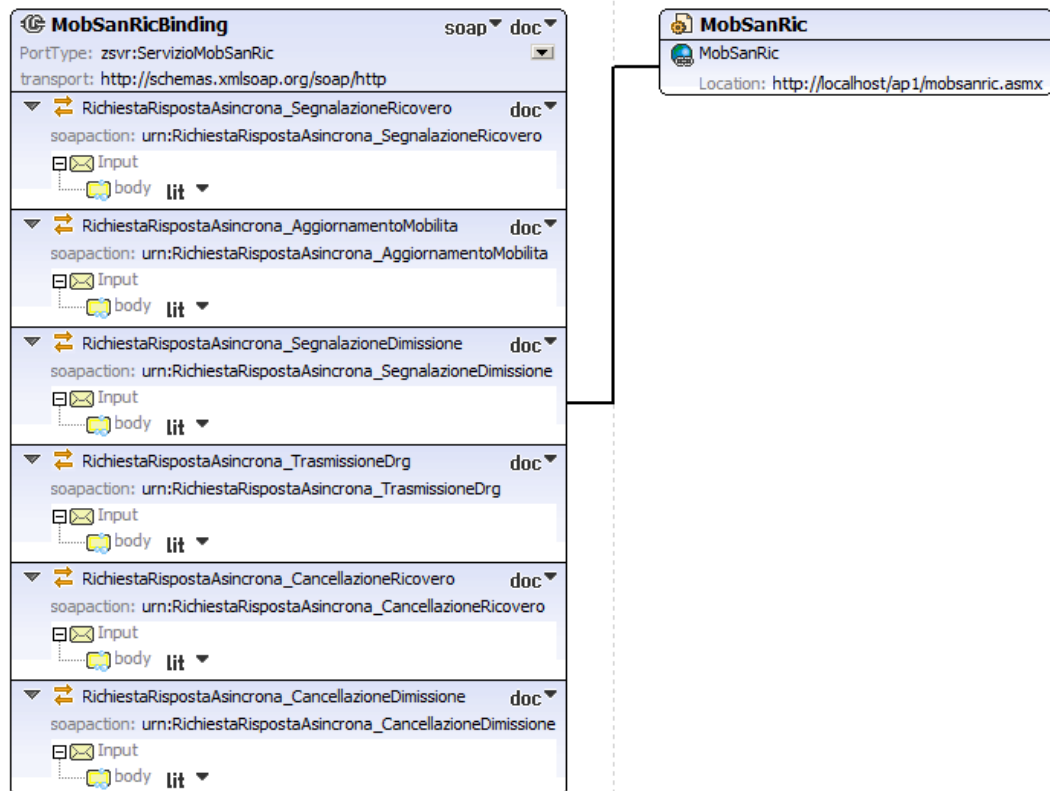 MobSanRicBinding soap doc
PortType: zsvr:ServizioMobSanRic
transport: http://schemas.xmlsoap.org/soap/http
RichiestaRispostaAsincrona_SegnalazioneRicovero doc
soapaction: urn:RichiestaRispostaAsincrona_SegnalazioneRicovero
Input
body lit
RichiestaRispostaAsincrona_AggiornamentoMobilita doc
soapaction: urn:RichiestaRispostaAsincrona_AggiornamentoMobilita
Input
body lit
RichiestaRispostaAsincrona_SegnalazioneDimissione doc
soapaction: urn:RichiestaRispostaAsincrona_SegnalazioneDimissione
Input
body lit
RichiestaRispostaAsincrona_TrasmissioneDrg doc
soapaction: urn:RichiestaRispostaAsincrona_TrasmissioneDrg
Input
body lit
RichiestaRispostaAsincrona_CancellazioneRicovero doc
soapaction: urn:RichiestaRispostaAsincrona_CancellazioneRicovero
Input
body lit
RichiestaRispostaAsincrona_CancellazioneDimissione doc
soapaction: urn:RichiestaRispostaAsincrona_CancellazioneDimissione
Input
body lit
MobSanRic
MobSanRic
Location: http://localhost/ap1/mobsanric.asmx